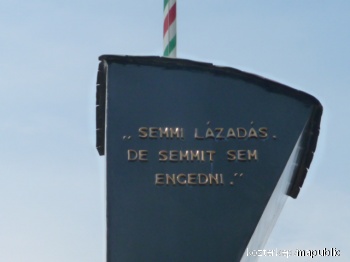 „SEMMI LÁZADÁS.
DE SEMMIT SEM
ENGEDNI."